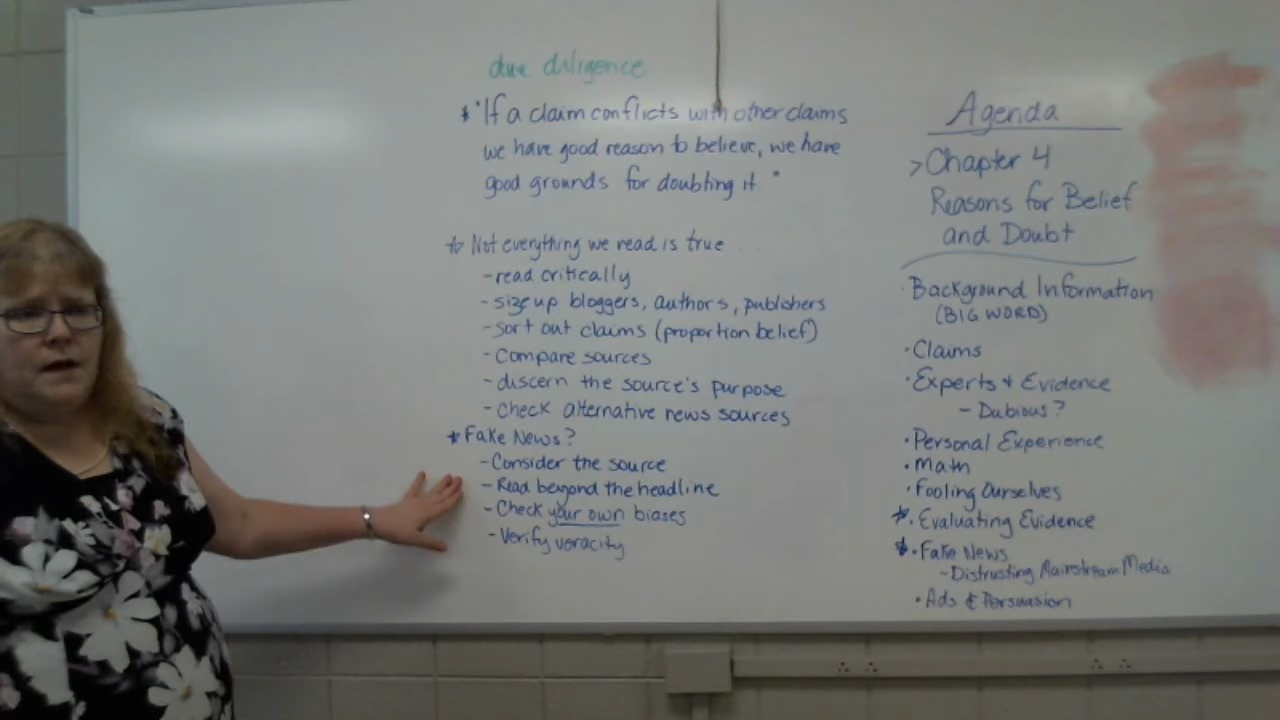 due diligence
* "If a claim conflicts with other claims
we have good reason to believe, we have
good grounds for doubting it."
* Not everything we read is true
- read critically
- size up bloggers, authors, publishers
- sort out claims (proportion belief)
- Compare sources
- discern the source's purpose
- check alternative news sources
* Fake News?
- Consider the source
- Read beyond the headline
- Check your own biases
- Verify veracity
Agenda
> Chapter 4
Reasons for Belief
and Doubt
· Background Information
(BIG WORD)
· Claims
· Experts & Evidence
- Dubious?
· Personal Experience
· Math
· Fooling Ourselves
* · Evaluating Evidence
* · Fake News
- Distrusting Mainstream Media
· Ads & Persuasion